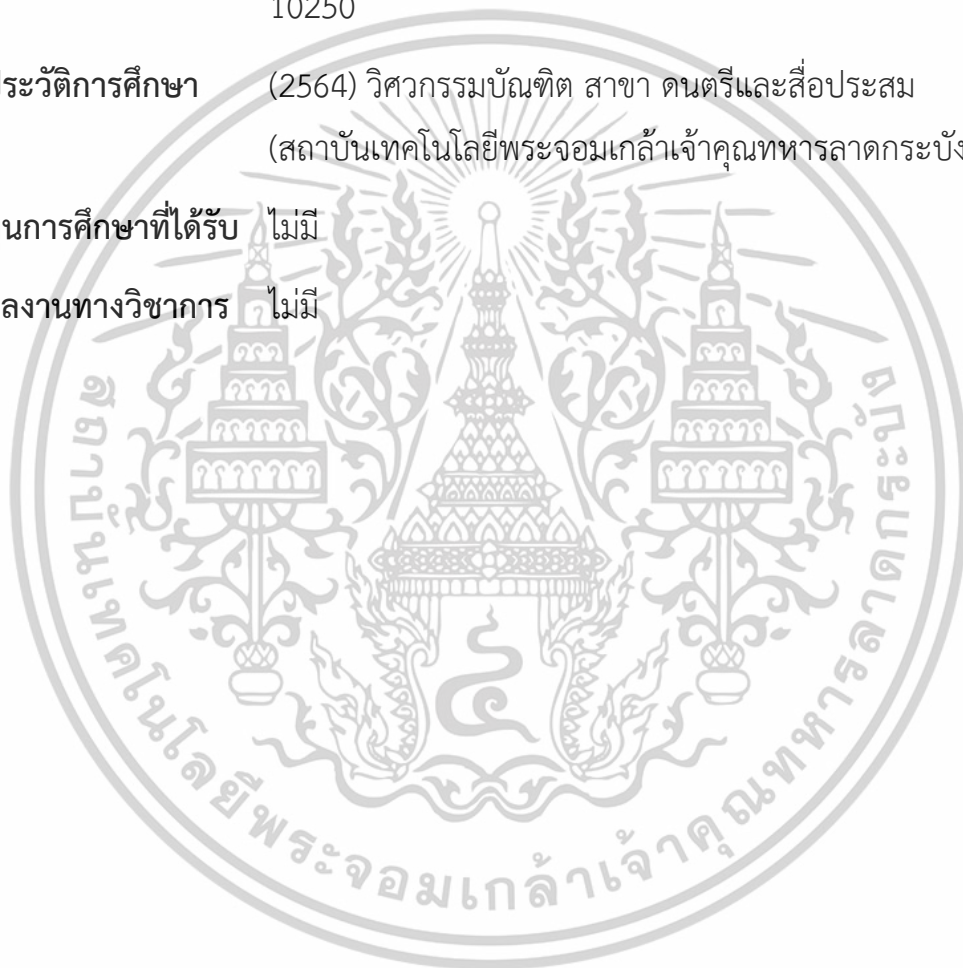 10250
ระวัติการศึกษา (2564) วิศวกรรมบัณฑิต สาขา ดนตรีและสื่อประสม
(สถาบันเทคโนโลยีพระจอมเกล้าเจ้าคุณทหารลาดกระบัง
นการศึกษาที่ได้รับ ไม่มี
ลงานทางวิชาการ ไม่มี
สถาบันเทคโนโลยีพระจอมเกล้าเจ้าคุณทหารลาดกระบัง